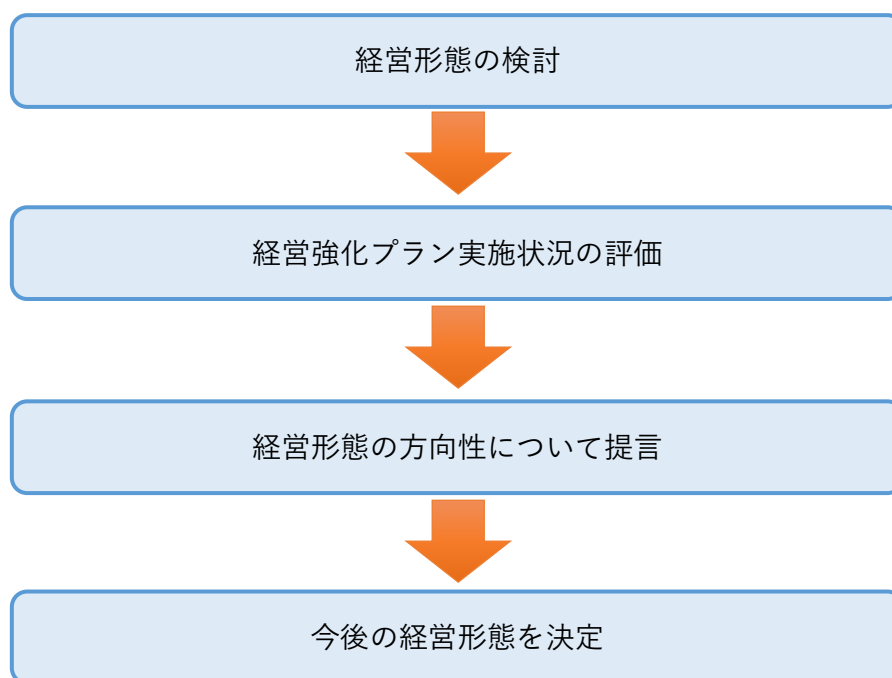 経営形態の検討
経営強化プラン実施状況の評価
経営形態の方向性について提言
今後の経営形態を決定